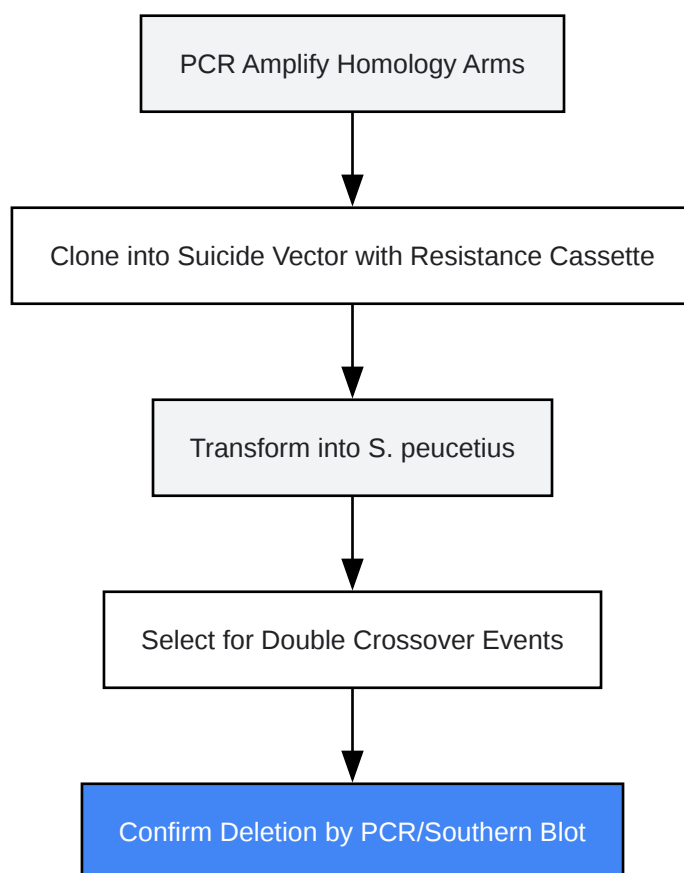 PCR Amplify Homology Arms
Clone into Suicide Vector with Resistance Cassette
Transform into S. peucetius
Select for Double Crossover Events
Confirm Deletion by PCR/Southern Blot